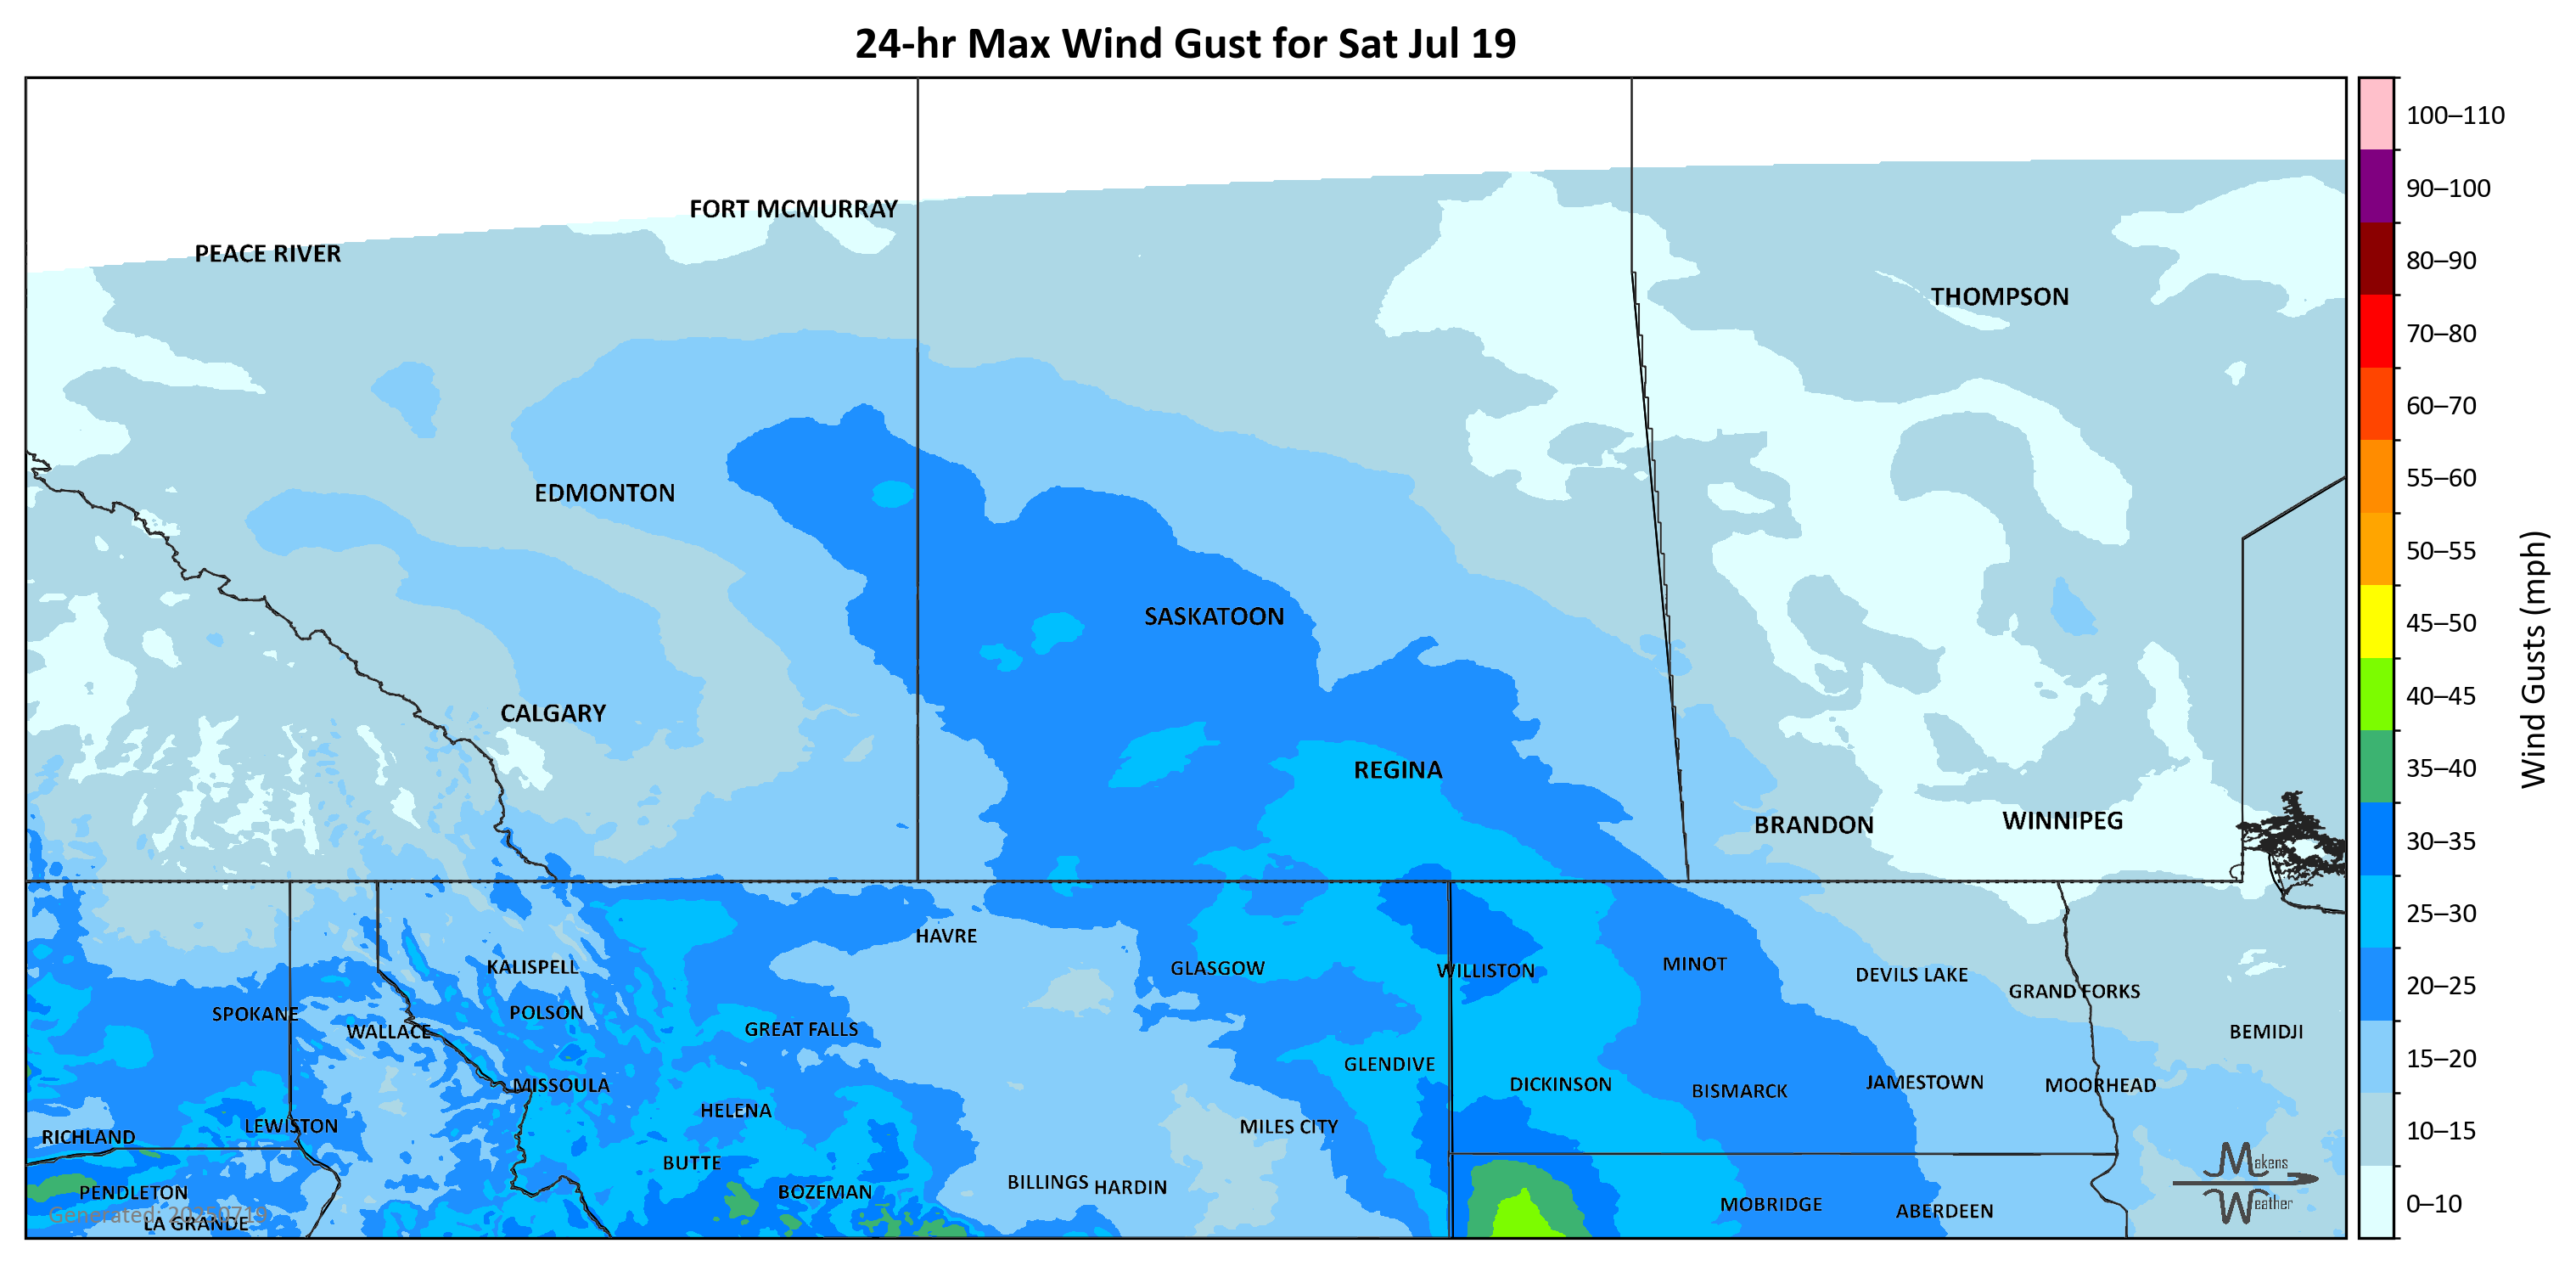 24-hr Max Wind Gust for Sat Jul 19
FORT MCMURRAY
PEACE RIVER
THOMPSON
EDMONTON
SASKATOON
CALGARY
REGINA
BRANDON
WINNIPEG
HAVRE
KALISPELL
GLASGOW
WILLISTON
MINOT
DEVILS LAKE
GRAND FORKS
SPOKANE
POLSON
WALLACE
GREAT FALLS
BEMIDJI
GLENDIVE
MISSOULA
DICKINSON
BISMARCK
JAMESTOWN
MOORHEAD
HELENA
LEWISTON
MILES CITY
RICHLAND
BUTTE
BILLINGS
HARDIN
PENDLETON
BOZEMAN
MOBRIDGE
ABERDEEN
Generated: 20250719
LA GRANDE
Makens
Weather
100–110
90–100
80–90
70–80
60–70
55–60
50–55
45–50
40–45
35–40
30–35
25–30
20–25
15–20
10–15
0–10
Wind Gusts (mph)